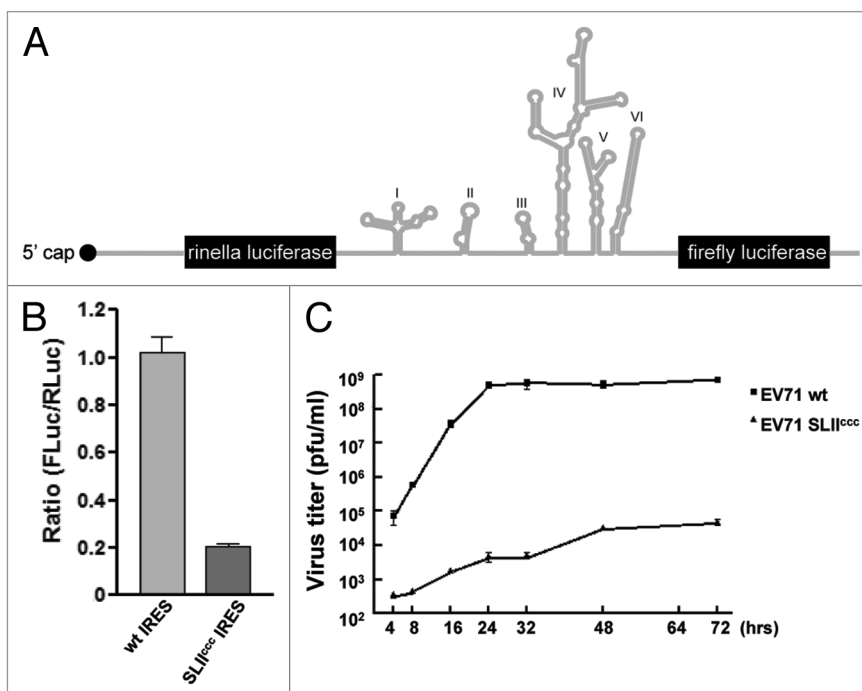 A
I
II
III
IV
V
VI
5' cap
rinella luciferase
firefly luciferase
B
Ratio (FLuc/RLuc)
1.2
1.0
0.8
0.6
0.4
0.2
0
wt IRES
SLIIccc IRES
C
Virus titer (pfu/ml)
10⁹
10⁸
10⁷
10⁶
10⁵
10⁴
10³
10²
4 8 16 24 32 48 64 72 (hrs)
EV71 wt
EV71 SLIIccc